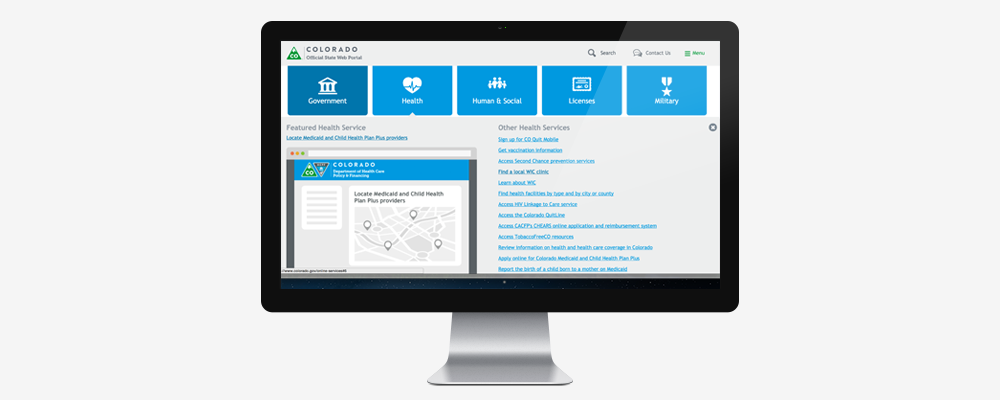 COLORADO
Official State Web Portal
Search
Contact Us
Menu
CO
Government
Health
Human & Social
Licenses
Military
Featured Health Service
Locate Medicaid and Child Health Plan Plus providers
COLORADO
Department of Health Care
Policy & Financing
CO
Locate Medicaid and Child Health
Plan Plus providers
Other Health Services
Sign up for CO Quit Mobile
Get vaccination information
Access Second Chance prevention services
Find a local WIC clinic
Learn about WIC
Find health facilities by type and by city or county
Access HIV Linkage to Care service
Access the Colorado QuitLine
Access CACFP's CHEARS online application and reimbursement system
Access TobaccoFreeCO resources
Review information on health and health care coverage in Colorado
Apply online for Colorado Medicaid and Child Health Plan Plus
Report the birth of a child born to a mother on Medicaid